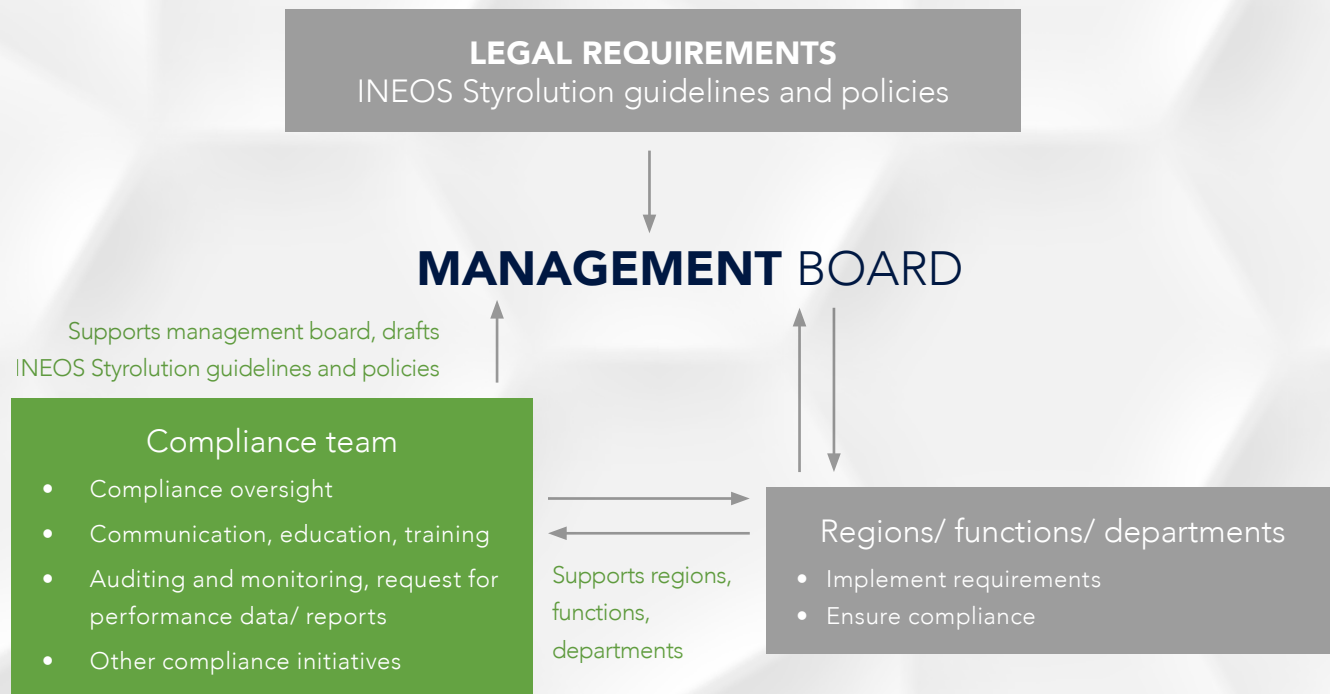 LEGAL REQUIREMENTS
INEOS Styrolution guidelines and policies
MANAGEMENT BOARD
Supports management board, drafts
INEOS Styrolution guidelines and policies
Compliance team
• Compliance oversight
• Communication, education, training
• Auditing and monitoring, request for
performance data/ reports
• Other compliance initiatives
Supports regions,
functions,
departments
Regions/ functions/ departments
• Implement requirements
• Ensure compliance